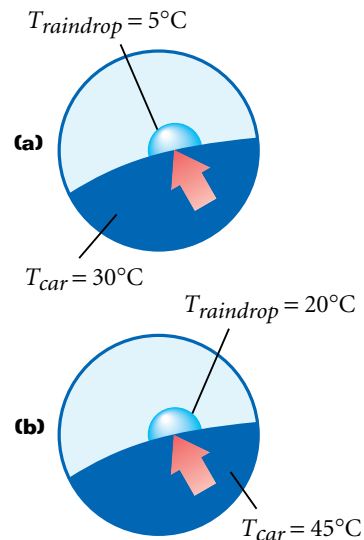 T_raindrop = 5°C
(a)
T_car = 30°C
T_raindrop = 20°C
(b)
T_car = 45°C